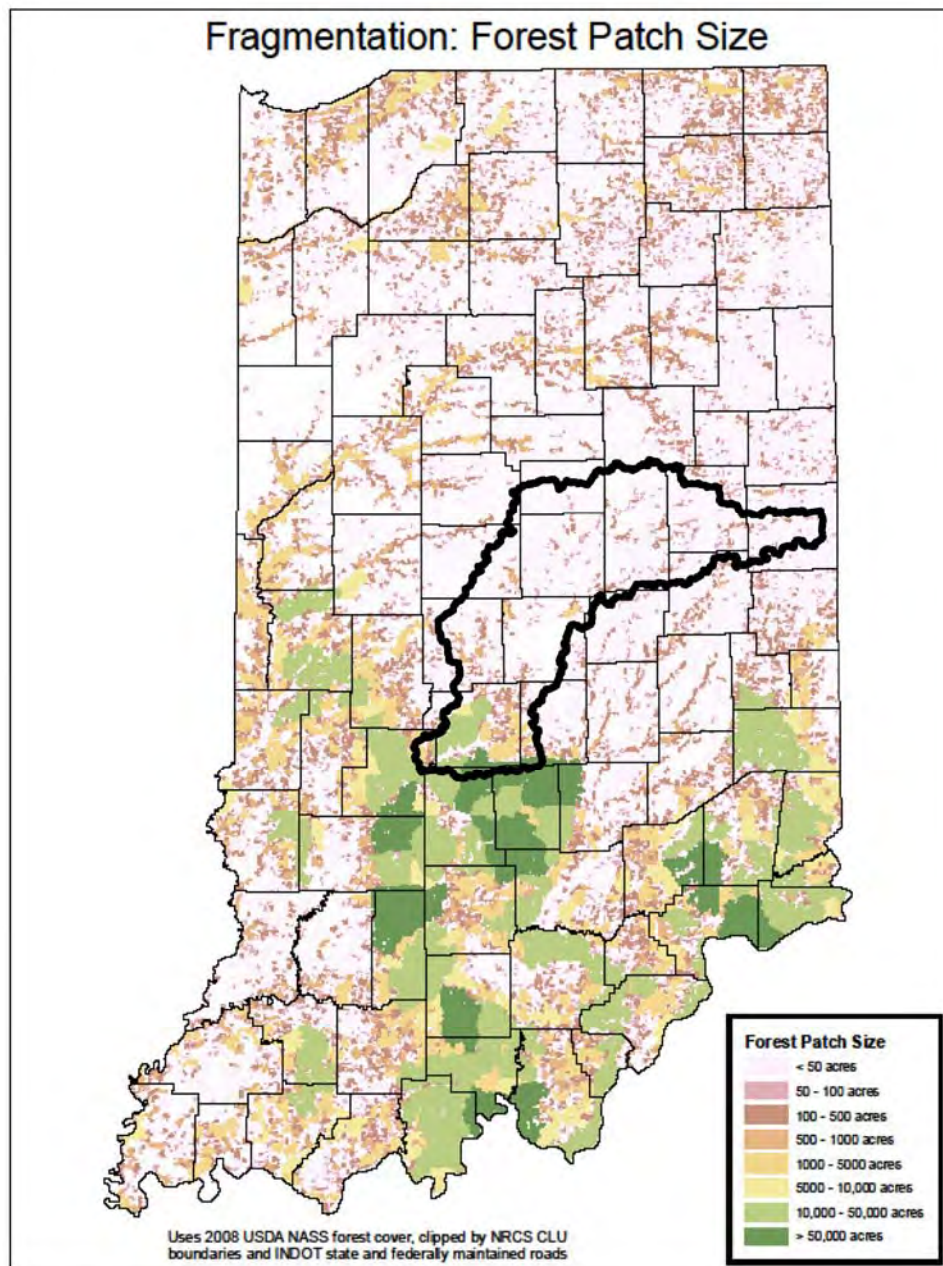 Fragmentation: Forest Patch Size
Forest Patch Size
< 50 acres
50 - 100 acres
100 - 500 acres
500 - 1000 acres
1000 - 5000 acres
5000 - 10,000 acres
10,000 - 50,000 acres
> 50,000 acres
Uses 2008 USDA NASS forest cover, clipped by NRCS CLU
boundaries and INDOT state and federally maintained roads